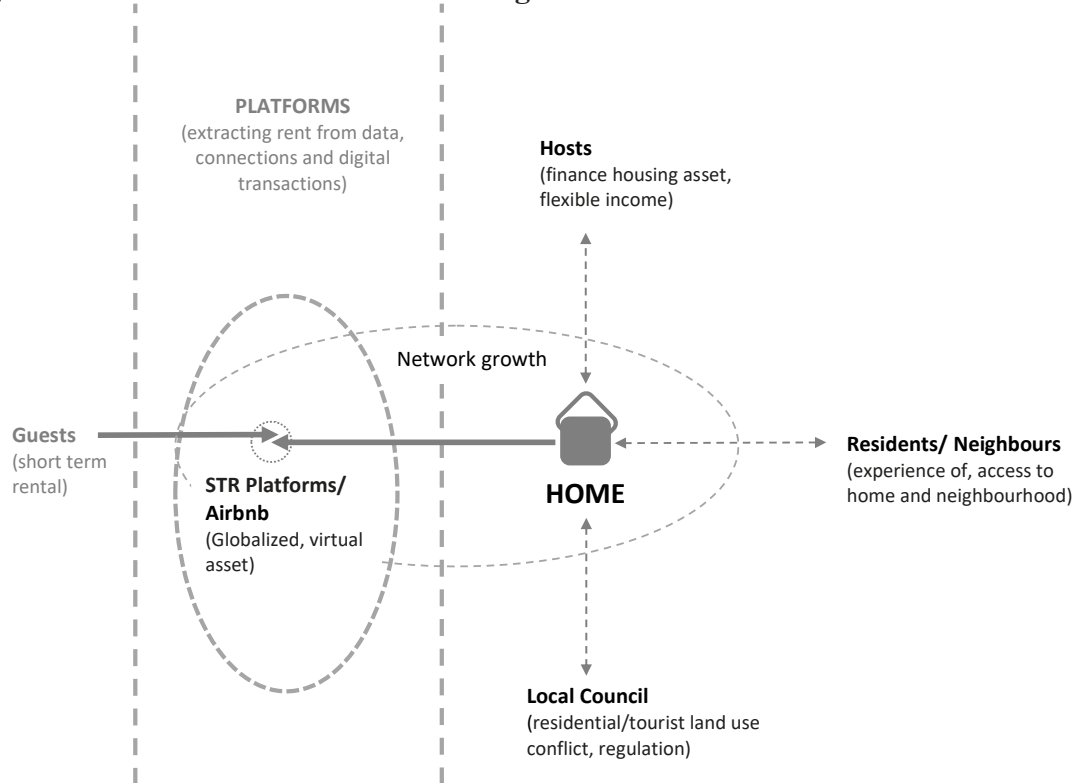 PLATFORMS
(extracting rent from data,
connections and digital
transactions)
Hosts
(finance housing asset,
flexible income)
Network growth
Guests
(short term
rental)
STR Platforms/
Airbnb
(Globalized, virtual
asset)
HOME
Residents/ Neighbours
(experience of, access to
home and neighbourhood)
Local Council
(residential/tourist land use
conflict, regulation)